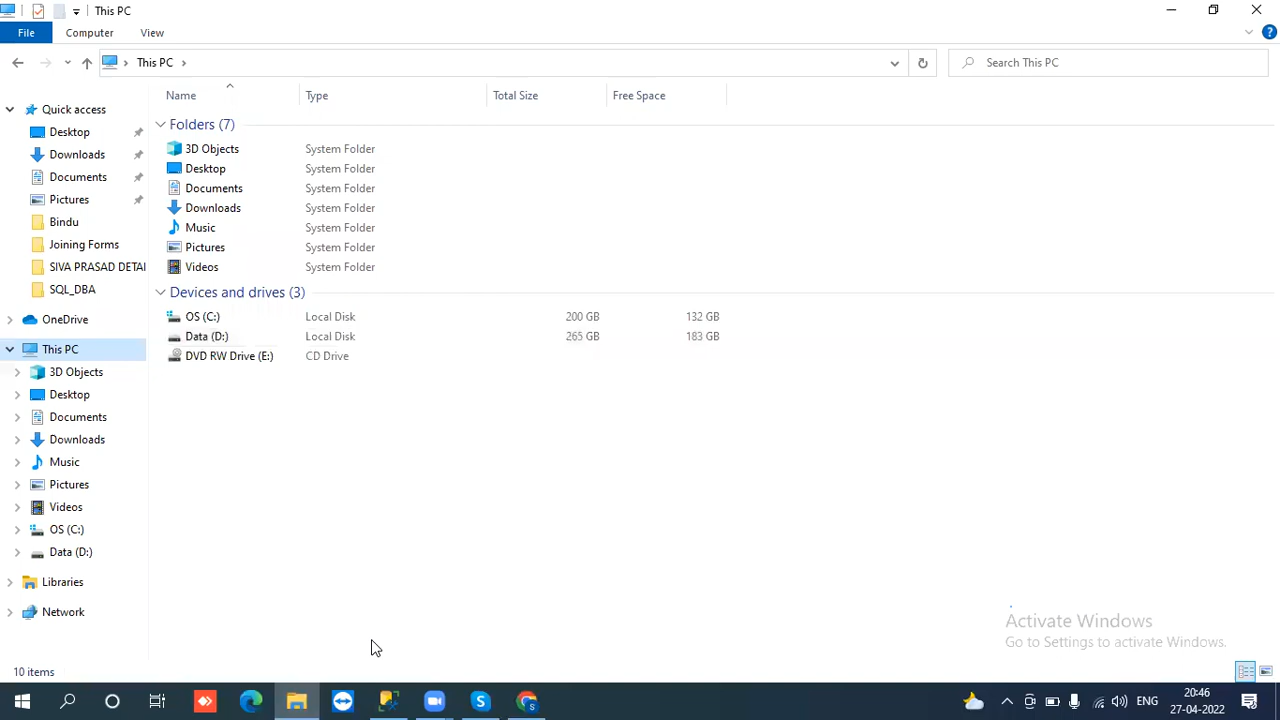 This PC
File Computer View
This PC
Search This PC
Name Type Total Size Free Space
Quick access
Desktop
Downloads
Documents
Pictures
Bindu
Joining Forms
SIVA PRASAD DETAI
SQL_DBA
OneDrive
This PC
3D Objects
Desktop
Documents
Downloads
Music
Pictures
Videos
OS (C:)
Data (D:)
Libraries
Network
Folders (7)
3D Objects System Folder
Desktop System Folder
Documents System Folder
Downloads System Folder
Music System Folder
Pictures System Folder
Videos System Folder
Devices and drives (3)
OS (C:) Local Disk 200 GB 132 GB
Data (D:) Local Disk 265 GB 183 GB
DVD RW Drive (E:) CD Drive
Activate Windows
Go to Settings to activate Windows.
10 items
ENG
20:46
27-04-2022